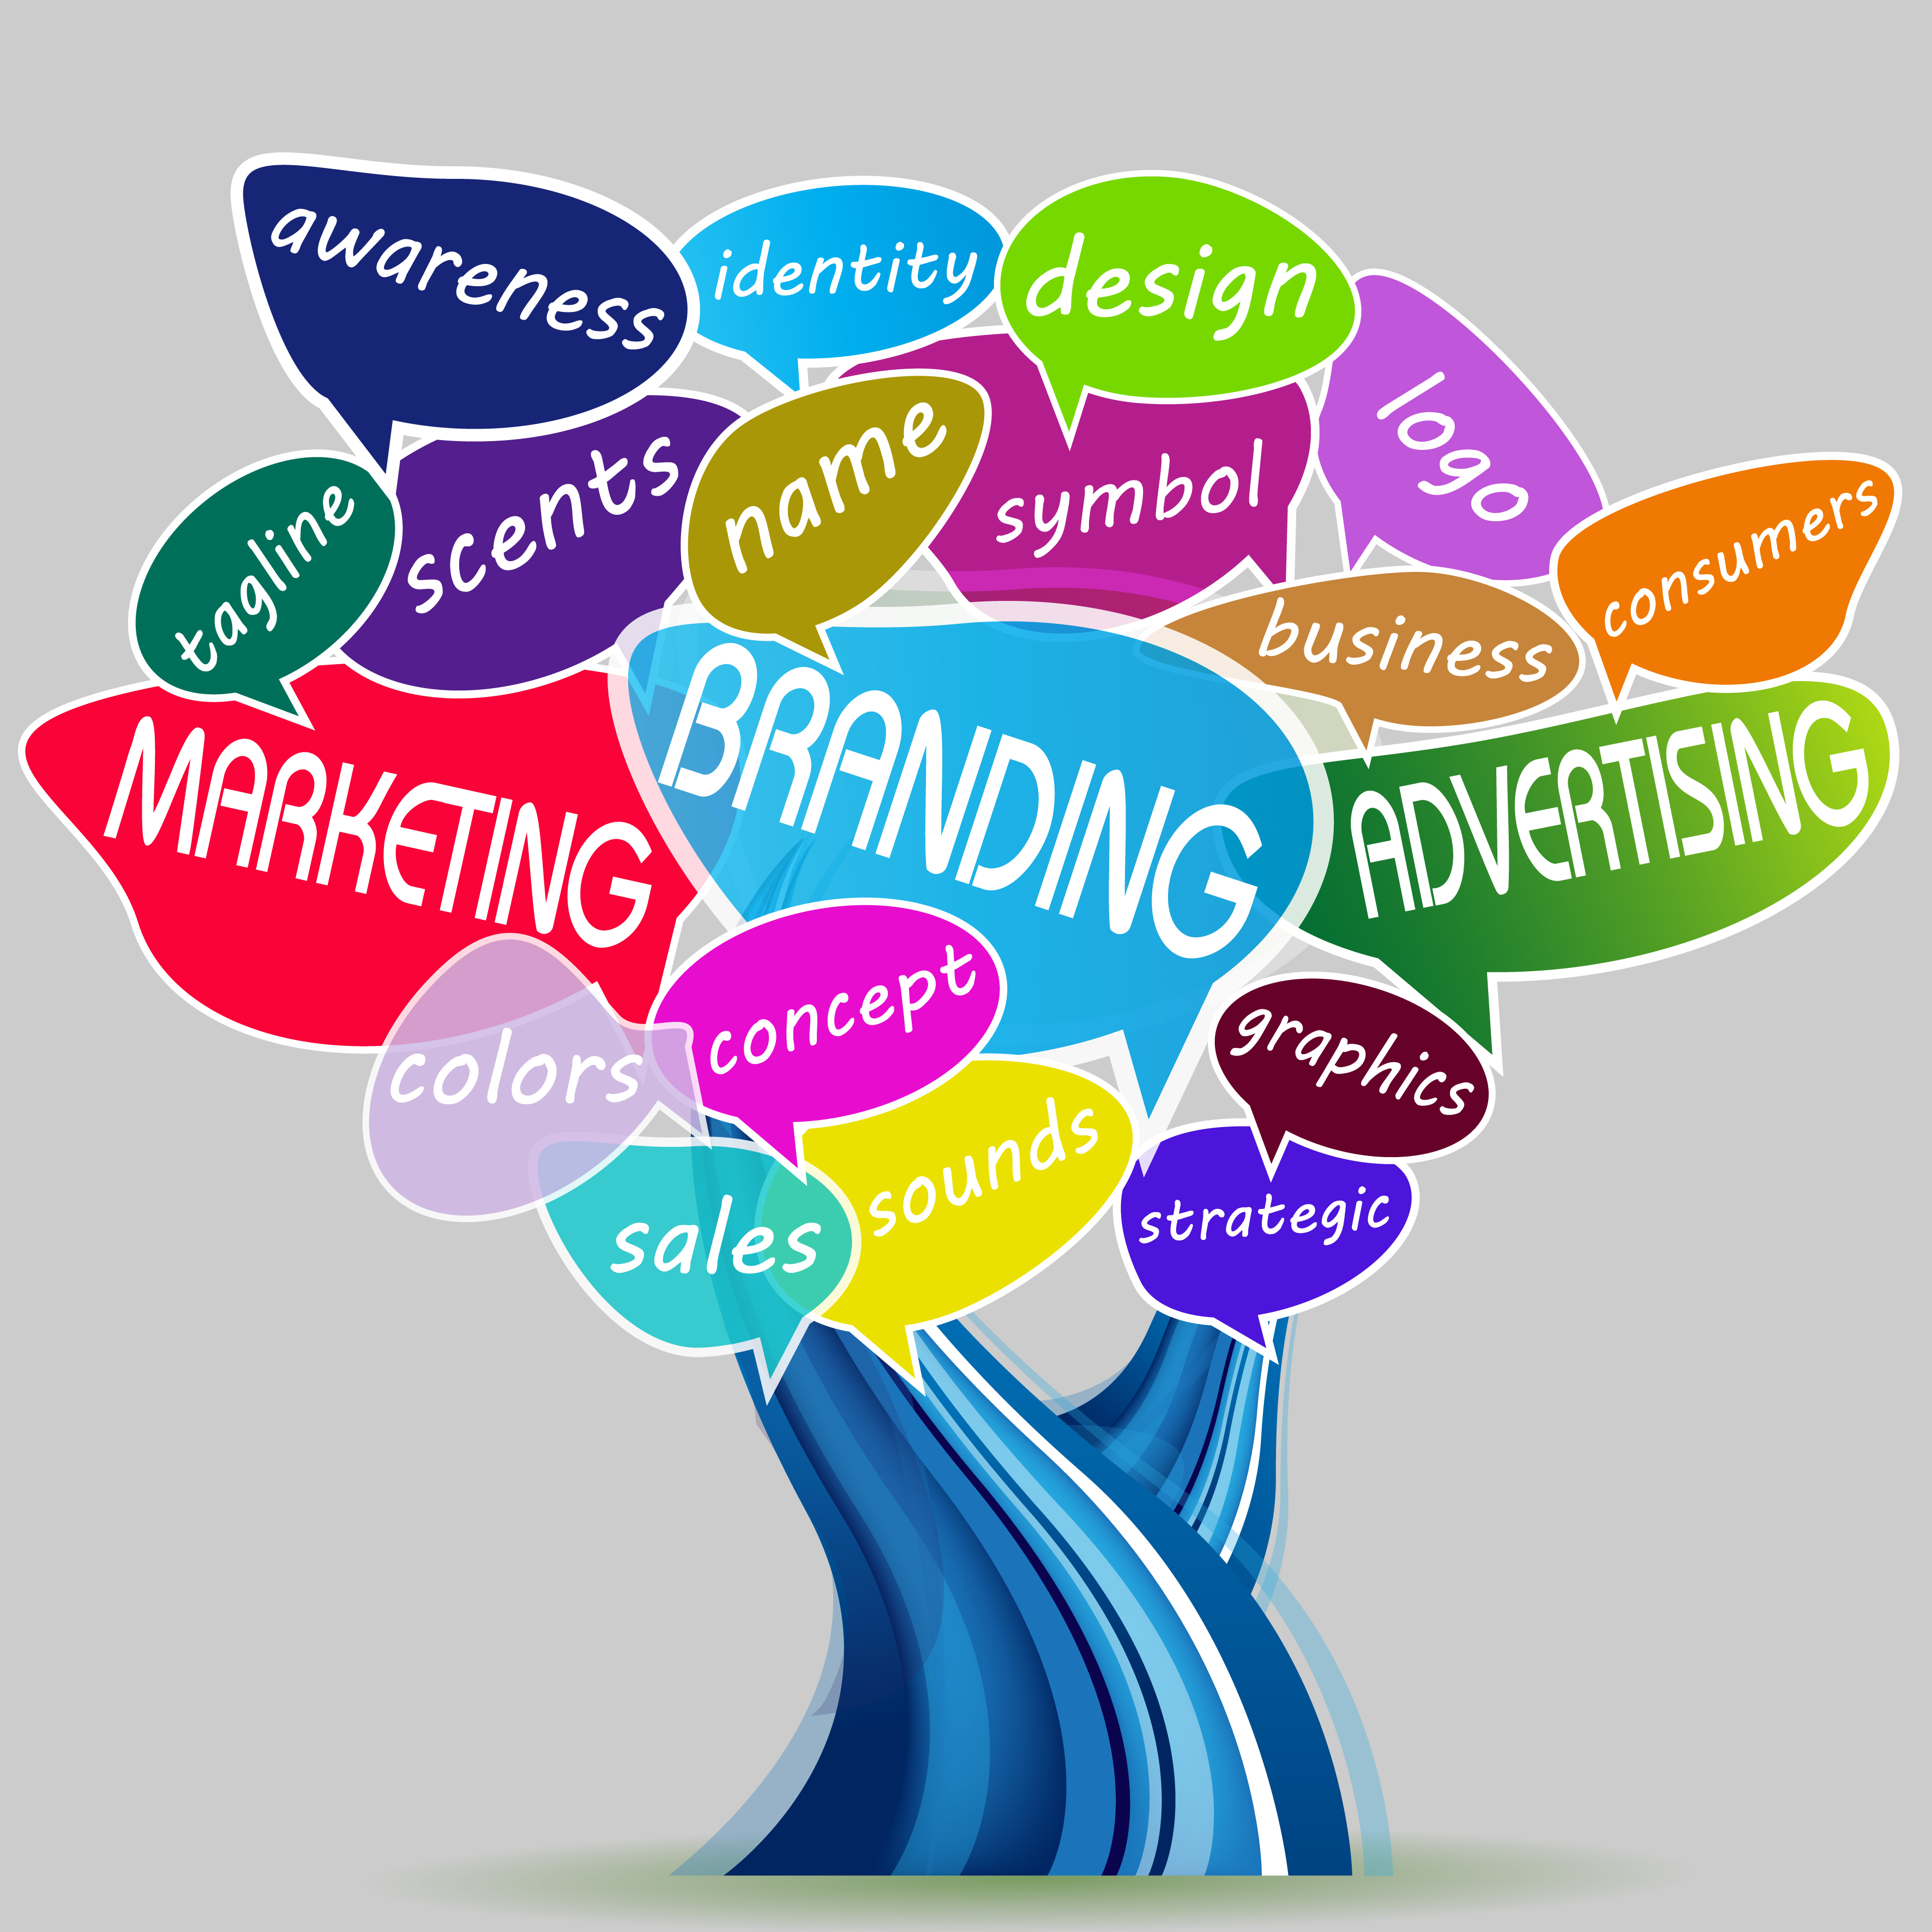 awareness
identity
design
logo
tagline
scents
name
symbol
consumers
business
MARKETING
BRANDING
ADVERTISING
colors
concept
graphics
sales
sounds
strategic